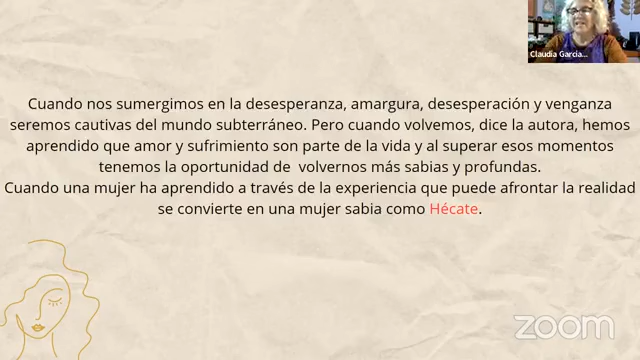 Claudia Garcia...
Cuando nos sumergimos en la desesperanza, amargura, desesperación y venganza
seremos cautivas del mundo subterráneo. Pero cuando volvemos, dice la autora, hemos
aprendido que amor y sufrimiento son parte de la vida y al superar esos momentos
tenemos la oportunidad de volvernos más sabias y profundas.
Cuando una mujer ha aprendido a través de la experiencia que puede afrontar la realidad
se convierte en una mujer sabia como Hécate.
zoom